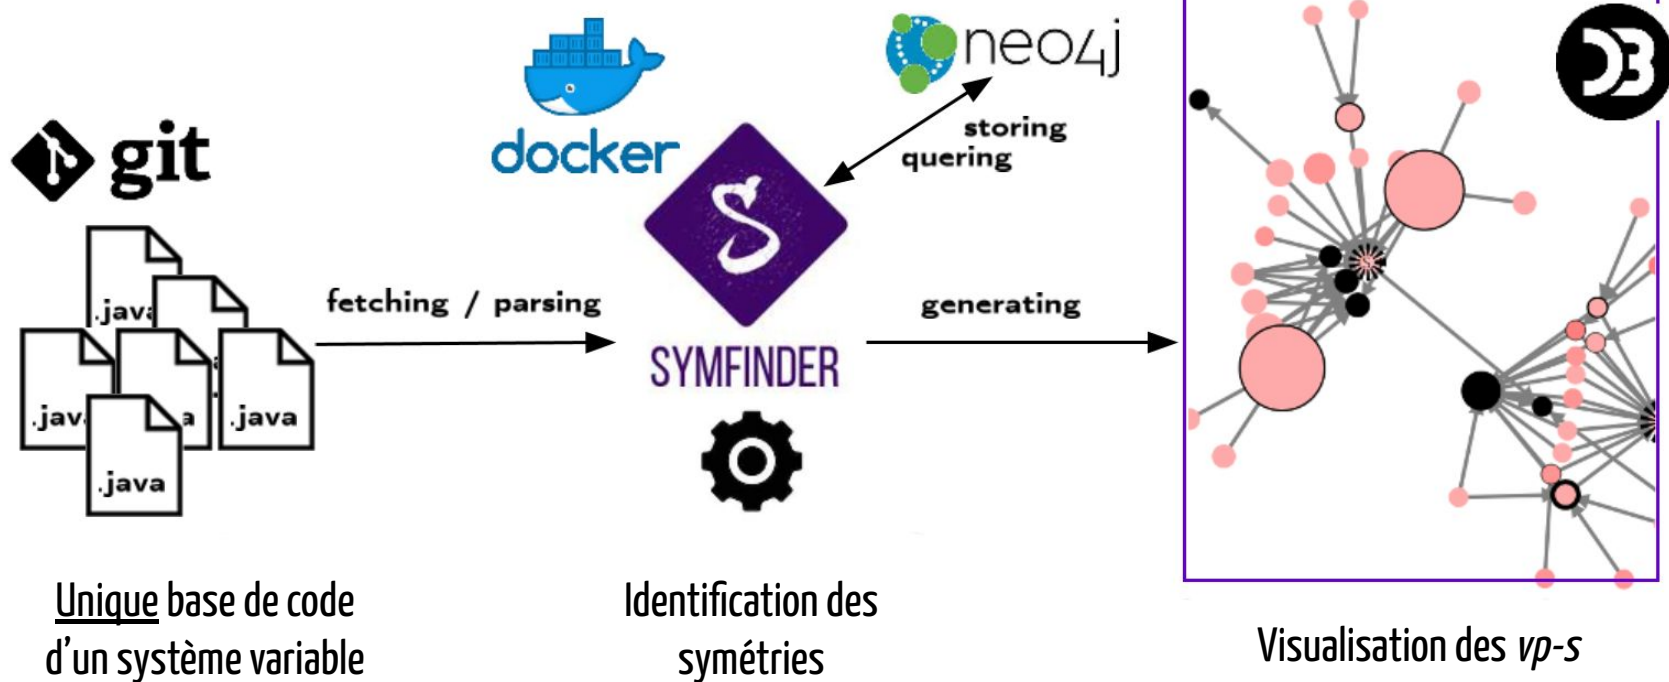 git
.java
.java
a
.java
.java
fetching / parsing
docker
neo4j
storing
quering
SYMFINDER
generating
D3
Unique base de code
d'un système variable
Identification des
symétries
Visualisation des vp-s